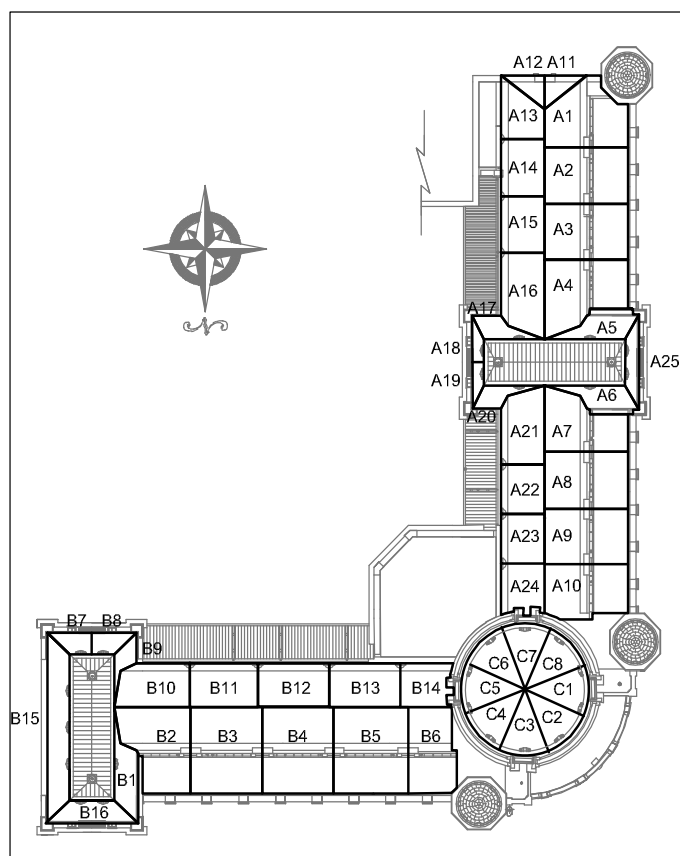 A12 A11
A13 A1
A14 A2
A15 A3
A16 A4
A17 A5
A18 A25
A19 A6
A20
A21 A7
A22 A8
A23 A9
A24 A10
N
B7 B8
B9
B10 B11 B12 B13 B14
B15 B2 B3 B4 B5 B6
B1
B16
C7
C6 C8
C5 C1
C4 C2
C3